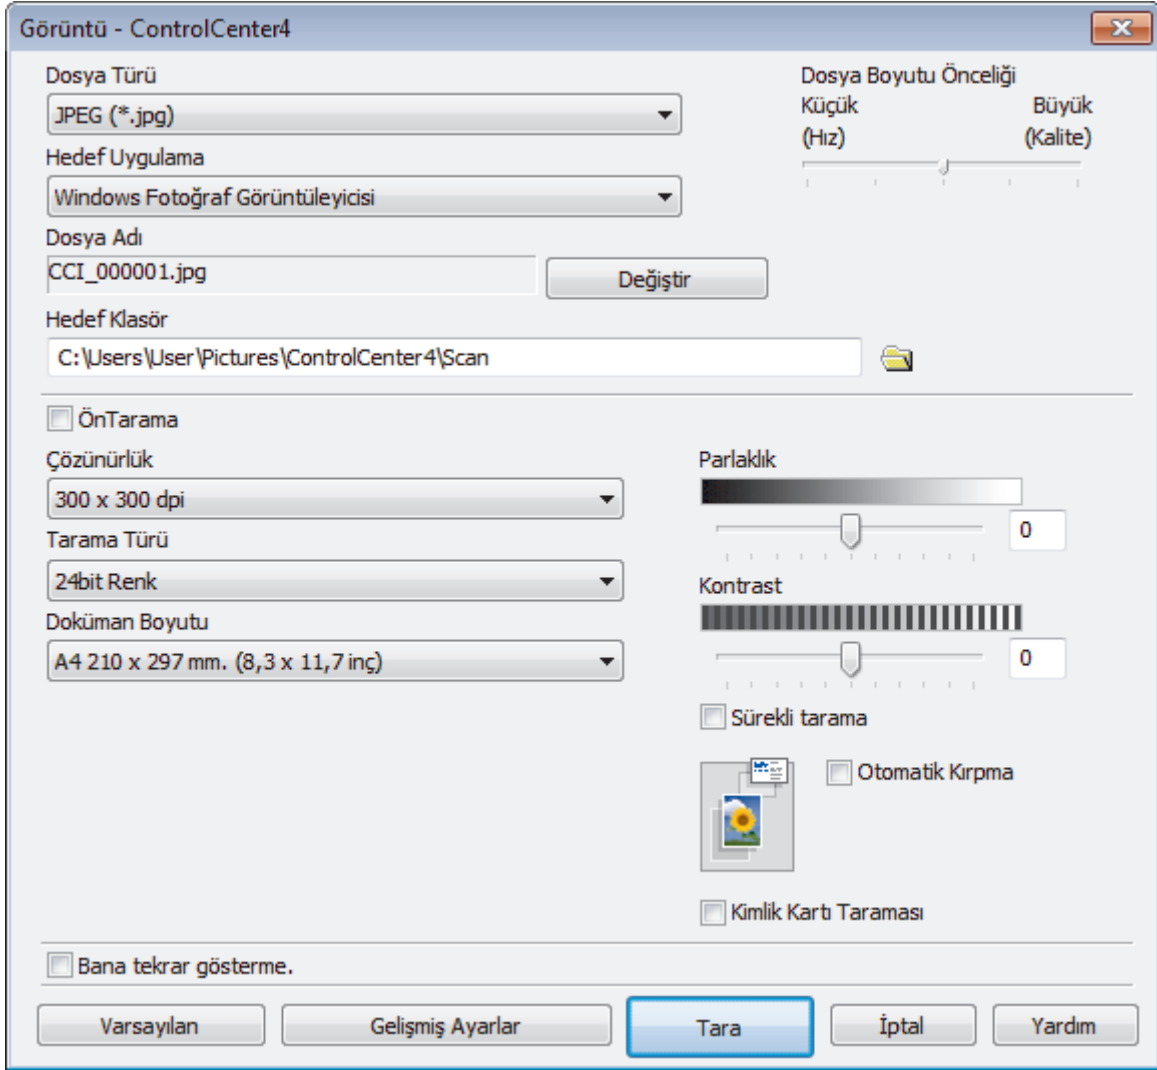 Görüntü - ControlCenter4
Dosya Türü
JPEG (*.jpg)
Hedef Uygulama
Windows Fotoğraf Görüntüleyicisi
Dosya Adı
CCI_000001.jpg
Değiştir
Hedef Klasör
C:\Users\User\Pictures\ControlCenter4\Scan
Dosya Boyutu Önceliği
Küçük Büyük
(Hız) (Kalite)
ÖnTarama
Çözünürlük
300 x 300 dpi
Tarama Türü
24bit Renk
Doküman Boyutu
A4 210 x 297 mm. (8,3 x 11,7 inç)
Parlaklık
0
Kontrast
0
Sürekli tarama
Otomatik Kırpma
Kimlik Kartı Taraması
Bana tekrar gösterme.
Varsayılan Gelişmiş Ayarlar Tara İptal Yardım